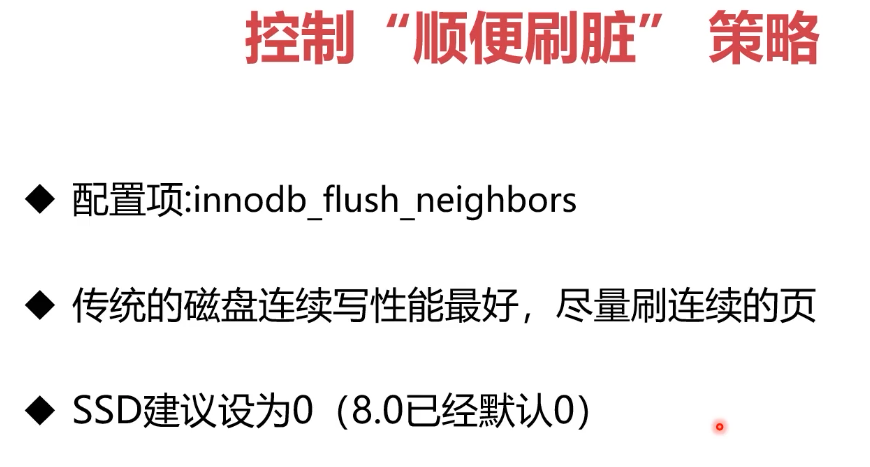 控制“顺便刷脏” 策略
◆ 配置项:innodb_flush_neighbors
◆ 传统的磁盘连续写性能最好，尽量刷连续的页
◆ SSD建议设为0（8.0已经默认0）